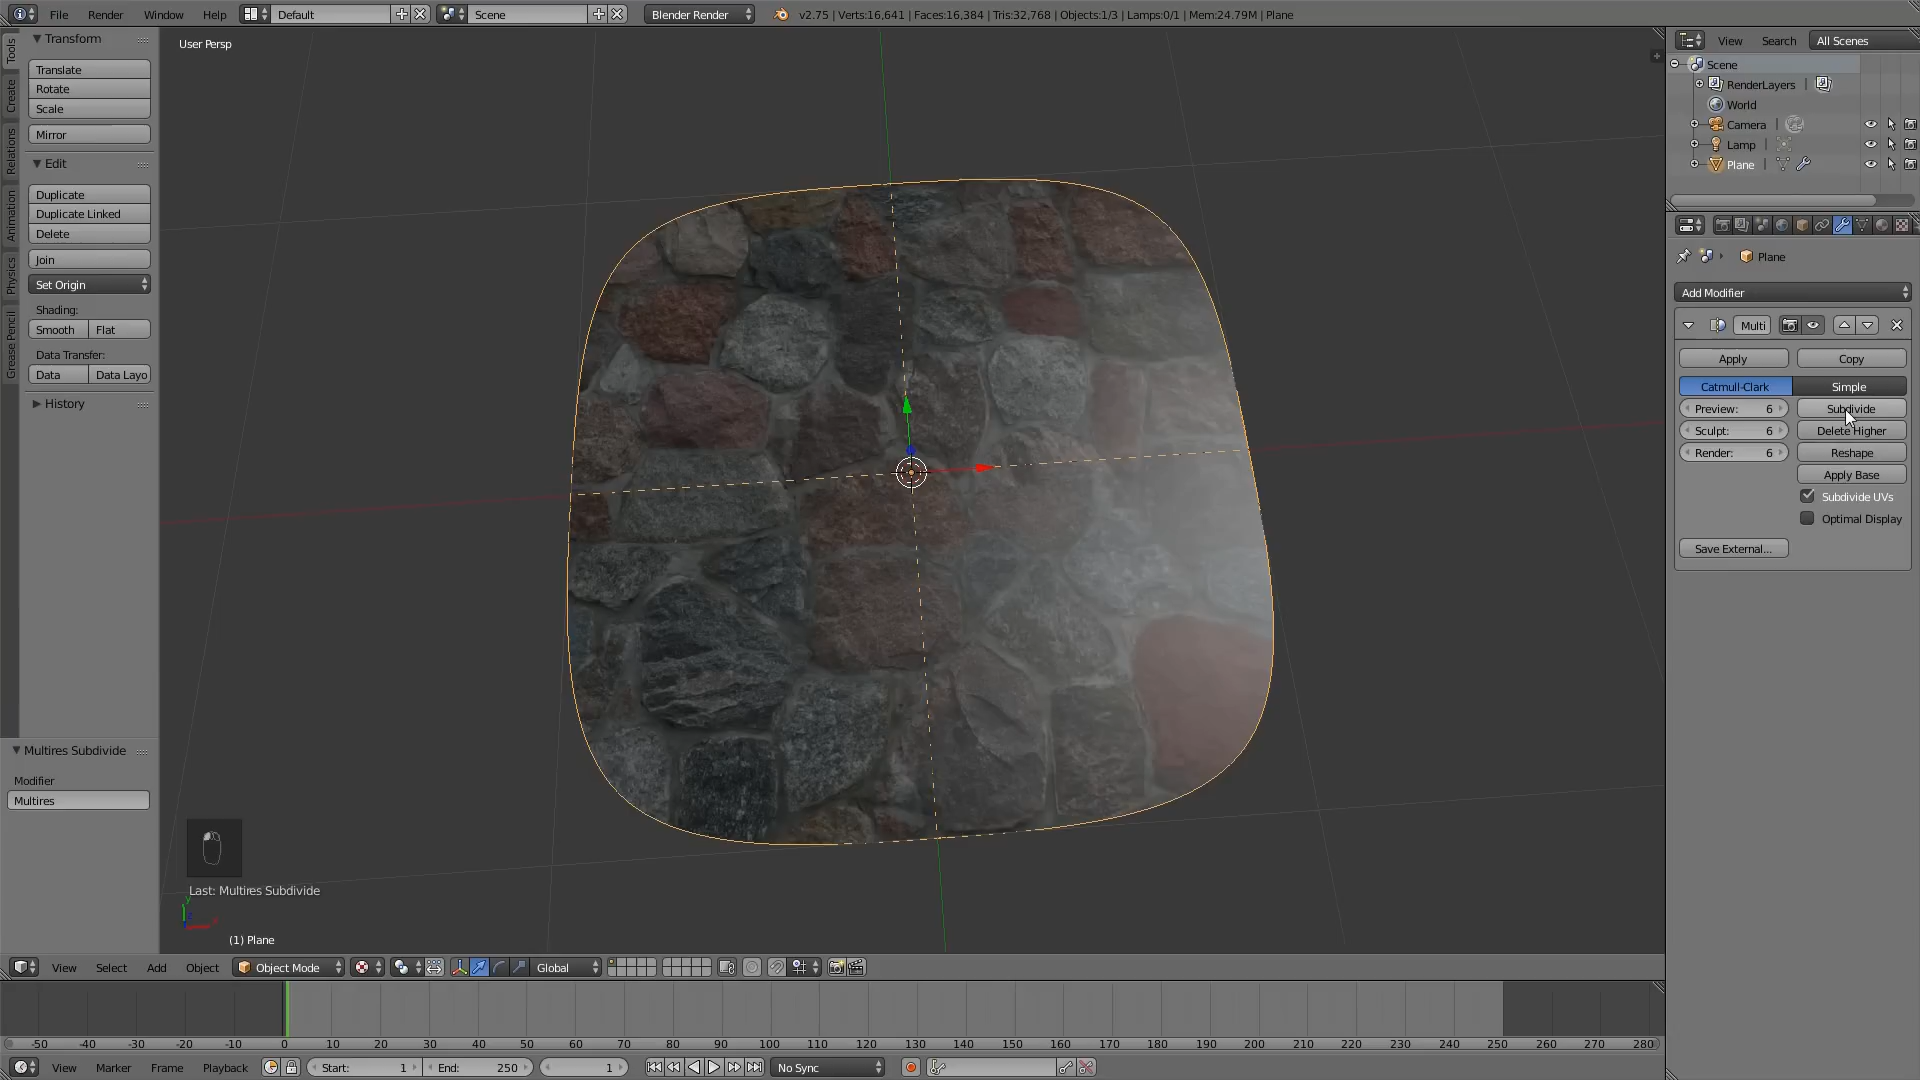 File Render Window Help Default Scene Blender Render v2.75 | Verts:16,641 | Faces:16,384 | Tris:32,768 | Objects:1/3 | Lamps:0/1 | Mem:24.79M | Plane
Tools
Create
Relations
Animation
Physics
Grease Pencil
Transform
Translate
Rotate
Scale
Mirror
Edit
Duplicate
Duplicate Linked
Delete
Join
Set Origin
Shading:
Smooth Flat
Data Transfer:
Data Data Layo
History
Multires Subdivide
Modifier
Multires
User Persp
Last: Multires Subdivide
(1) Plane
View Search All Scenes
Scene
RenderLayers |
World
Camera |
Lamp |
Plane |
Plane
Add Modifier
Multi
Apply Copy
Catmull-Clark Simple
Preview: 6 Subdivide
Sculpt: 6 Delete Higher
Render: 6 Reshape
Apply Base
Subdivide UVs
Optimal Display
Save External...
View Select Add Object Object Mode Global
-50 -40 -30 -20 -10 0 10 20 30 40 50 60 70 80 90 100 110 120 130 140 150 160 170 180 190 200 210 220 230 240 250 260 270 280
View Marker Frame Playback Start: 1 End: 250 1 No Sync